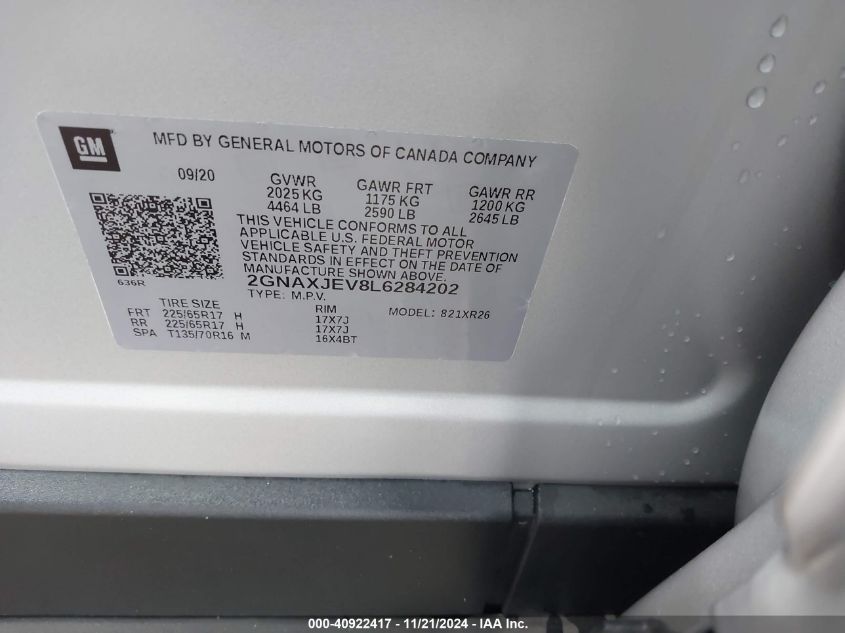 GM
MFD BY GENERAL MOTORS OF CANADA COMPANY
09/20
GVWR GAWR FRT GAWR RR
2025 KG 1175 KG 1200 KG
4464 LB 2590 LB 2645 LB
THIS VEHICLE CONFORMS TO ALL
APPLICABLE U.S. FEDERAL MOTOR
VEHICLE SAFETY AND THEFT PREVENTION
STANDARDS IN EFFECT ON THE DATE OF
MANUFACTURE SHOWN ABOVE.
636R
2GNAXJEV8L6284202
TYPE: M.P.V. MODEL: 821XR26
TIRE SIZE RIM
FRT 225/65R17 H 17X7J
RR 225/65R17 H 17X7J
SPA T135/70R16 M 16X4BT
000-40922417 - 11/21/2024 - IAA Inc.